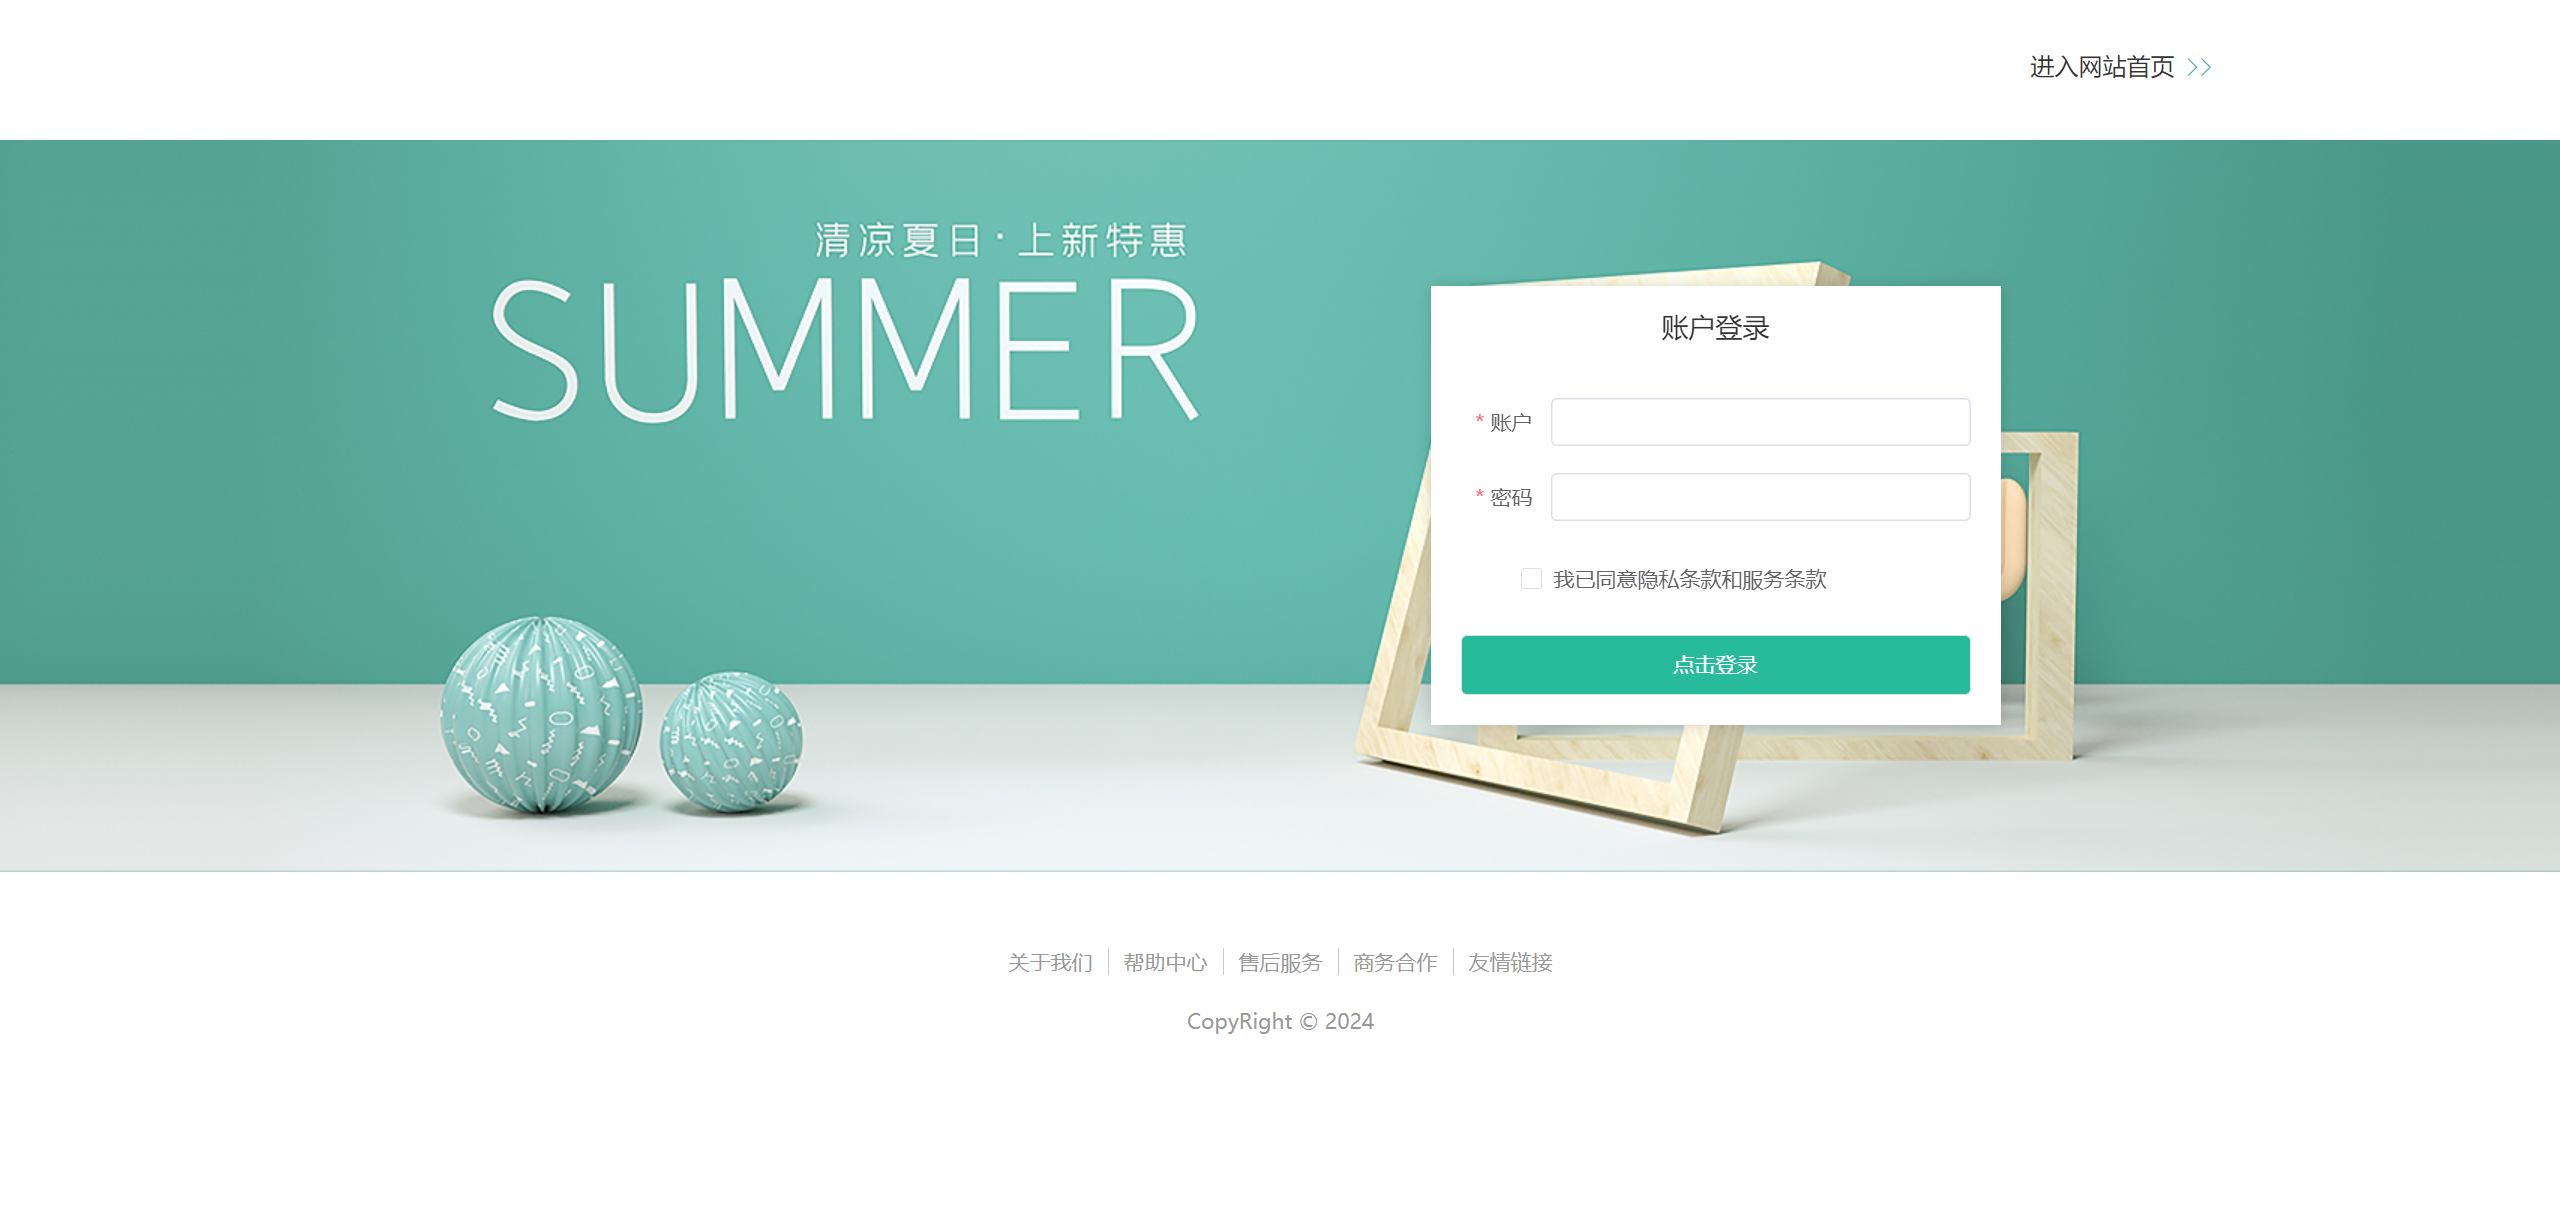 进入网站首页 >>
清凉夏日·上新特惠
SUMMER
账户登录
* 账户
* 密码
我已同意隐私条款和服务条款
点击登录
关于我们 | 帮助中心 | 售后服务 | 商务合作 | 友情链接
CopyRight © 2024